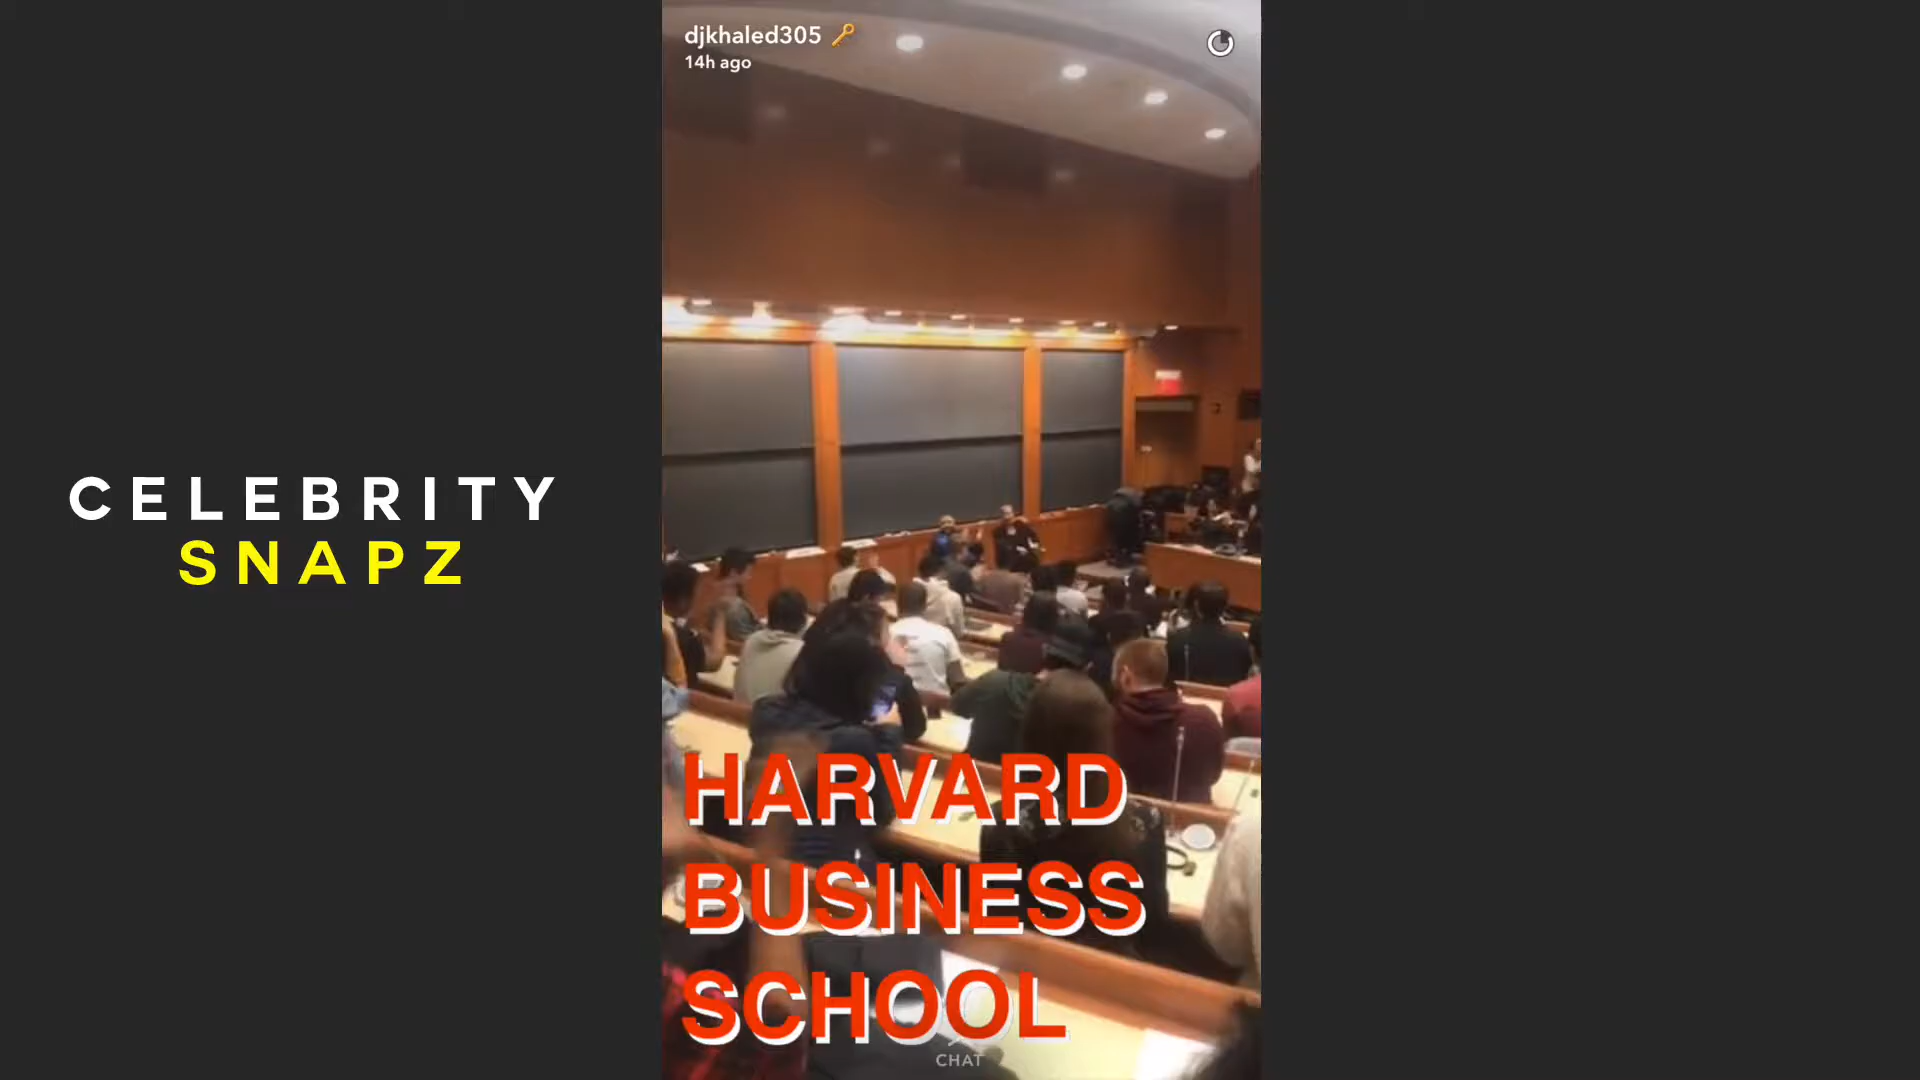 djkhaled305 🔑
14h ago
CELEBRITY
SNAPZ
HARVARD
BUSINESS
SCHOOL
CHAT